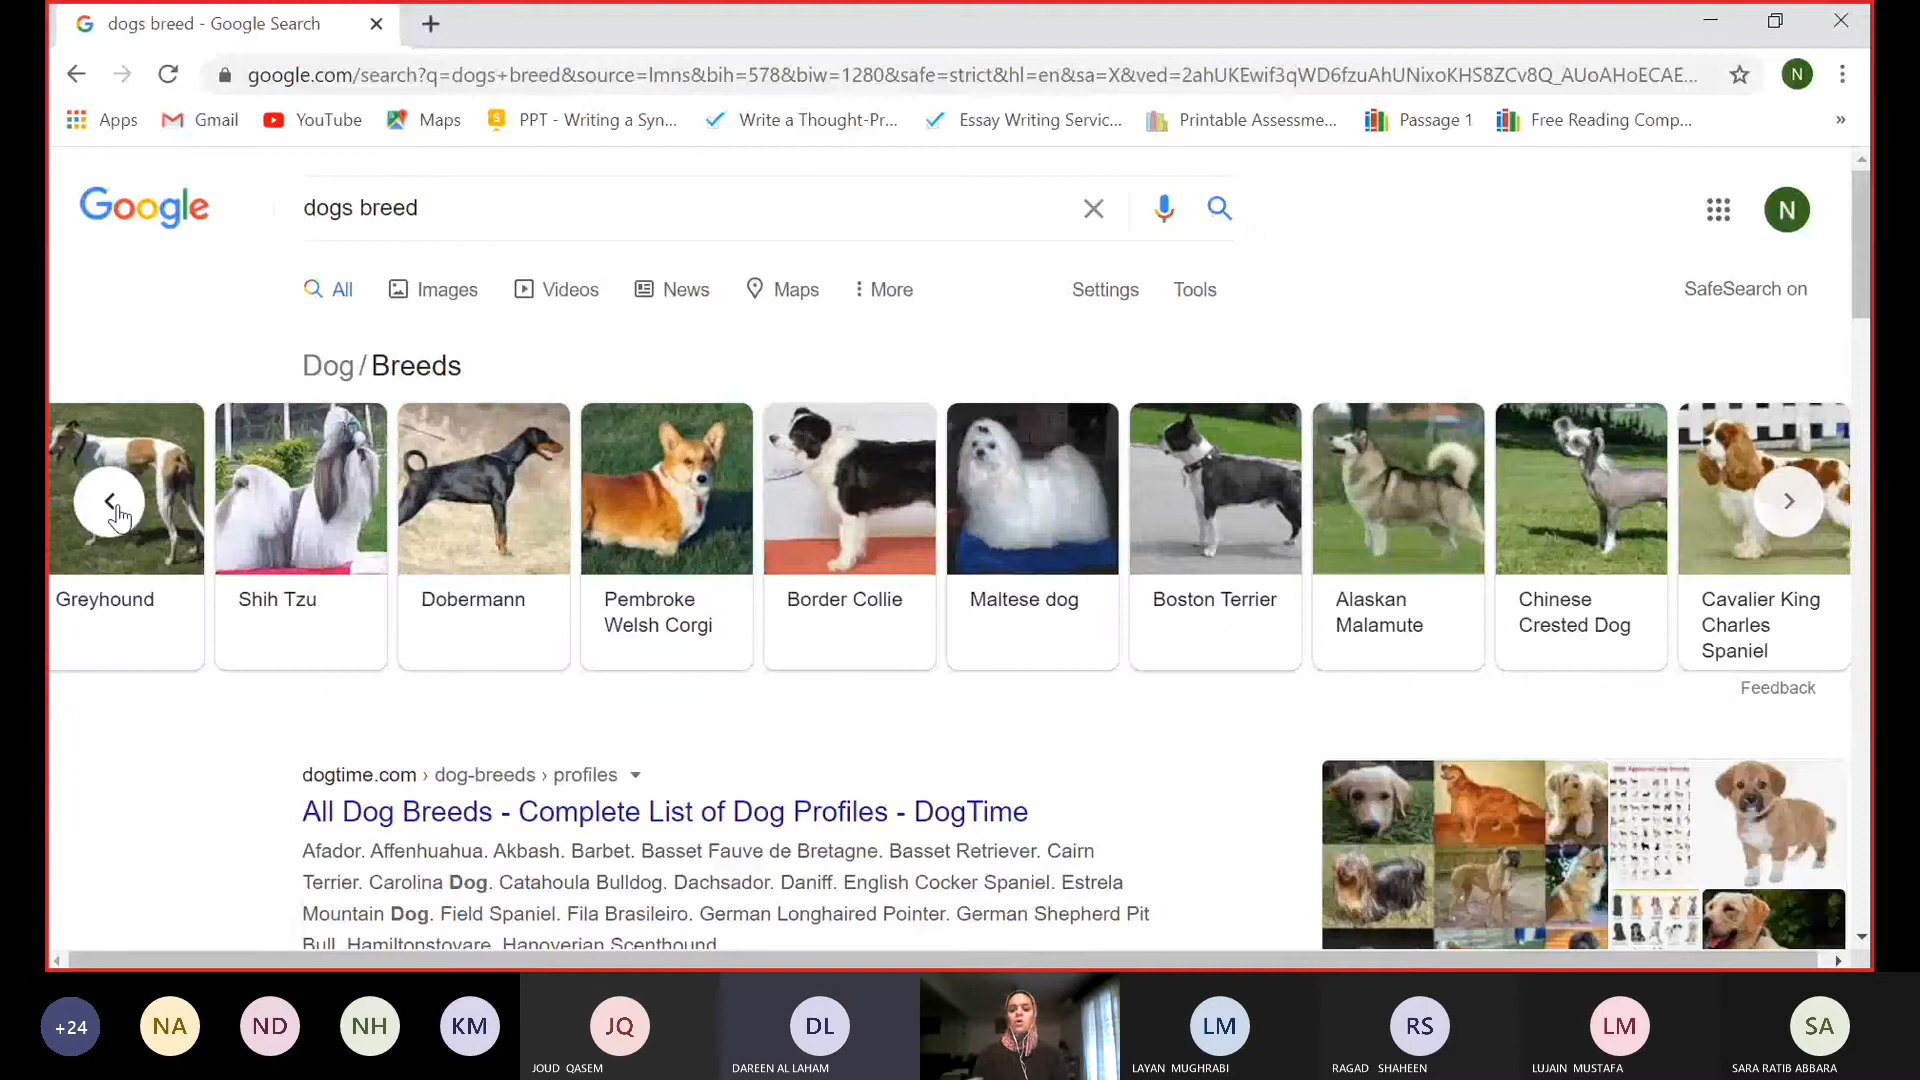 dogs breed - Google Search
google.com/search?q=dogs+breed&source=lmns&bih=578&biw=1280&safe=strict&hl=en&sa=X&ved=2ahUKEwif3qWD6fzuAhUNixoKHS8ZCv8Q_AUoAHoECAE...
N
Apps
Gmail
YouTube
Maps
PPT - Writing a Syn...
Write a Thought-Pr...
Essay Writing Servic...
Printable Assessme...
Passage 1
Free Reading Comp...
»
Google
dogs breed
N
All
Images
Videos
News
Maps
More
Settings
Tools
SafeSearch on
Dog / Breeds
Greyhound
Shih Tzu
Dobermann
Pembroke
Welsh Corgi
Border Collie
Maltese dog
Boston Terrier
Alaskan
Malamute
Chinese
Crested Dog
Cavalier King
Charles
Spaniel
Feedback
dogtime.com › dog-breeds › profiles
All Dog Breeds - Complete List of Dog Profiles - DogTime
Afador. Affenhuahua. Akbash. Barbet. Basset Fauve de Bretagne. Basset Retriever. Cairn
Terrier. Carolina Dog. Catahoula Bulldog. Dachsador. Daniff. English Cocker Spaniel. Estrela
Mountain Dog. Field Spaniel. Fila Brasileiro. German Longhaired Pointer. German Shepherd Pit
Bull. Hamiltonstovare. Hanoverian Scenthound
+24
NA
ND
NH
KM
JQ
JOUD QASEM
DL
DAREEN AL LAHAM
LM
LAYAN MUGHRABI
RS
RAGAD SHAHEEN
LM
LUJAIN MUSTAFA
SA
SARA RATIB ABBARA